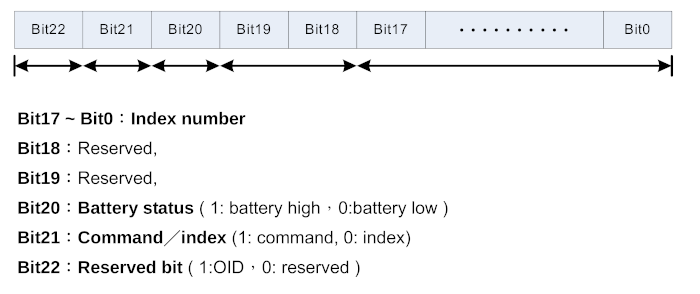 Bit22 Bit21 Bit20 Bit19 Bit18 Bit17 .......... Bit0
Bit17 ~ Bit0：Index number
Bit18：Reserved,
Bit19：Reserved,
Bit20：Battery status ( 1: battery high，0:battery low )
Bit21：Command／index (1: command, 0: index)
Bit22：Reserved bit ( 1:OID，0: reserved )